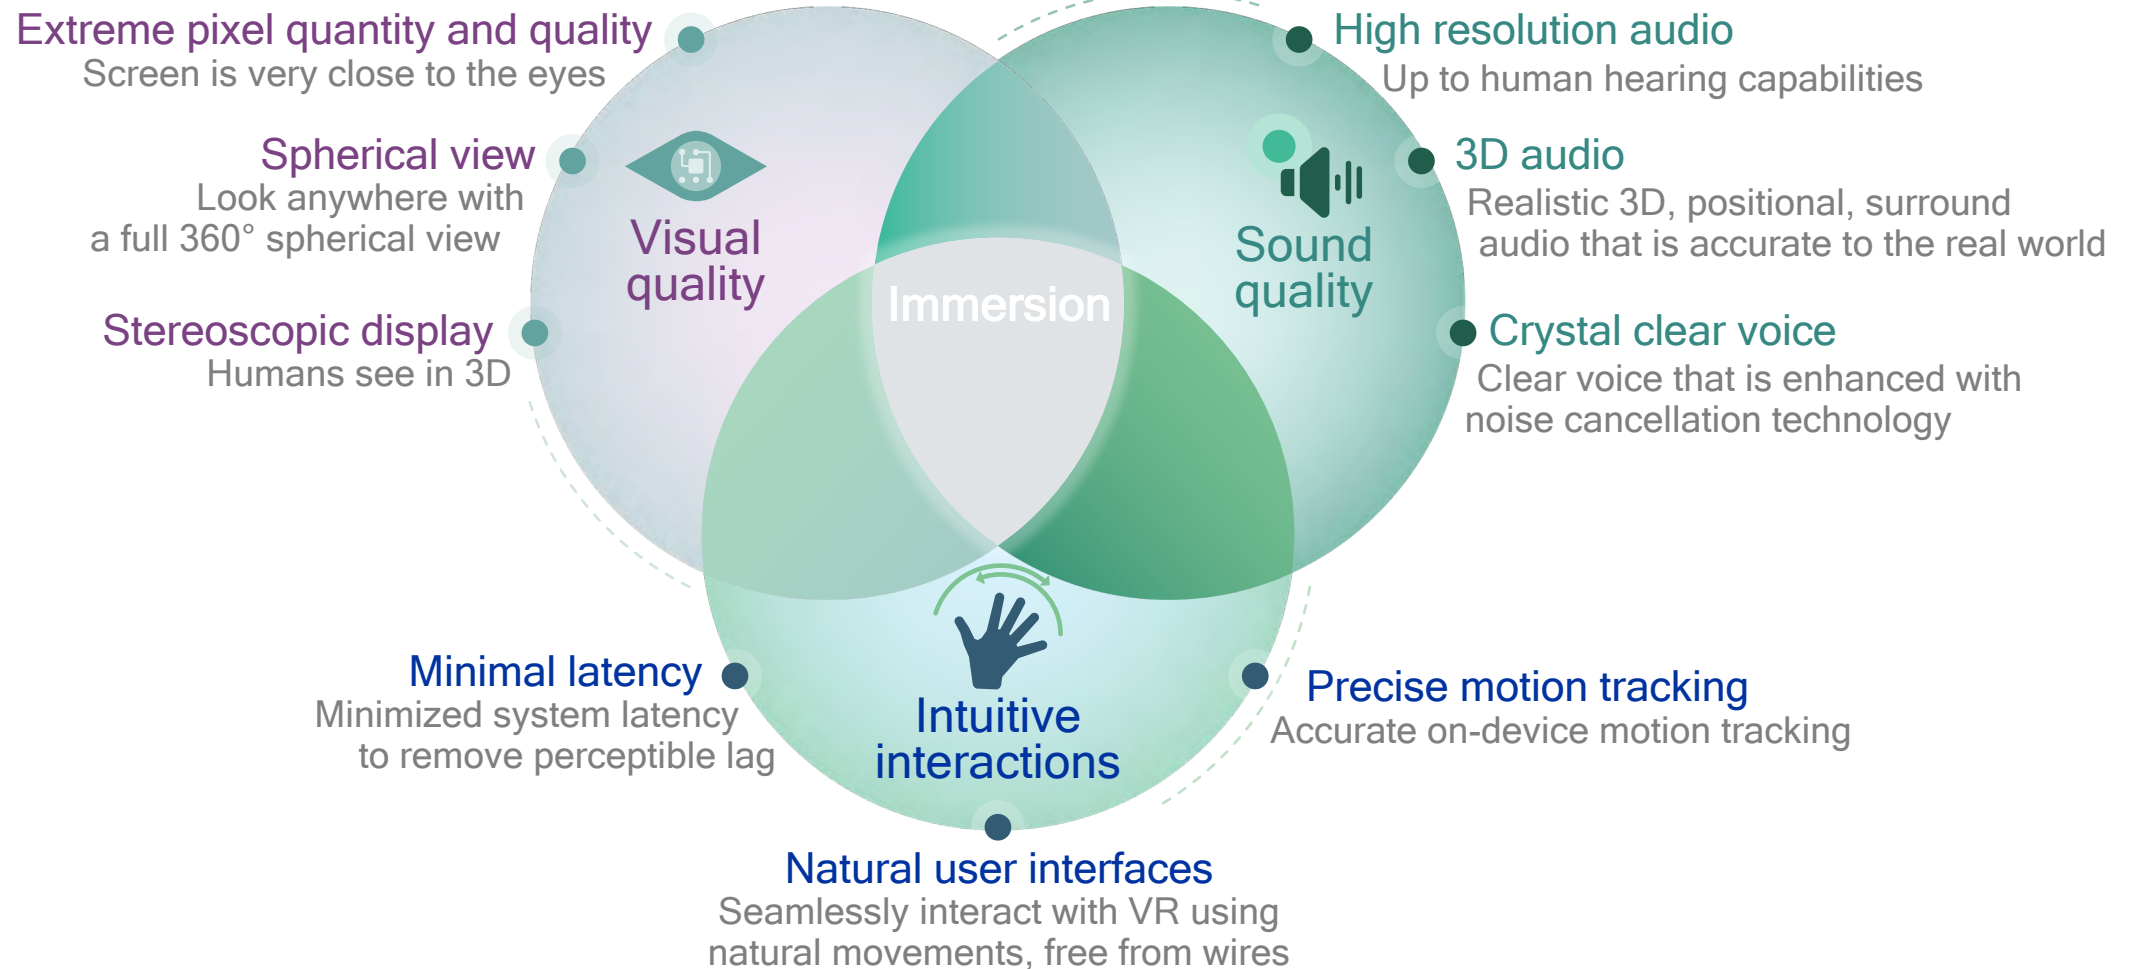 Extreme pixel quantity and quality
Screen is very close to the eyes
Spherical view
Look anywhere with
a full 360° spherical view
Stereoscopic display
Humans see in 3D
Visual
quality
Immersion
Sound
quality
High resolution audio
Up to human hearing capabilities
3D audio
Realistic 3D, positional, surround
audio that is accurate to the real world
Crystal clear voice
Clear voice that is enhanced with
noise cancellation technology
Minimal latency
Minimized system latency
to remove perceptible lag
Intuitive
interactions
Precise motion tracking
Accurate on-device motion tracking
Natural user interfaces
Seamlessly interact with VR using
natural movements, free from wires